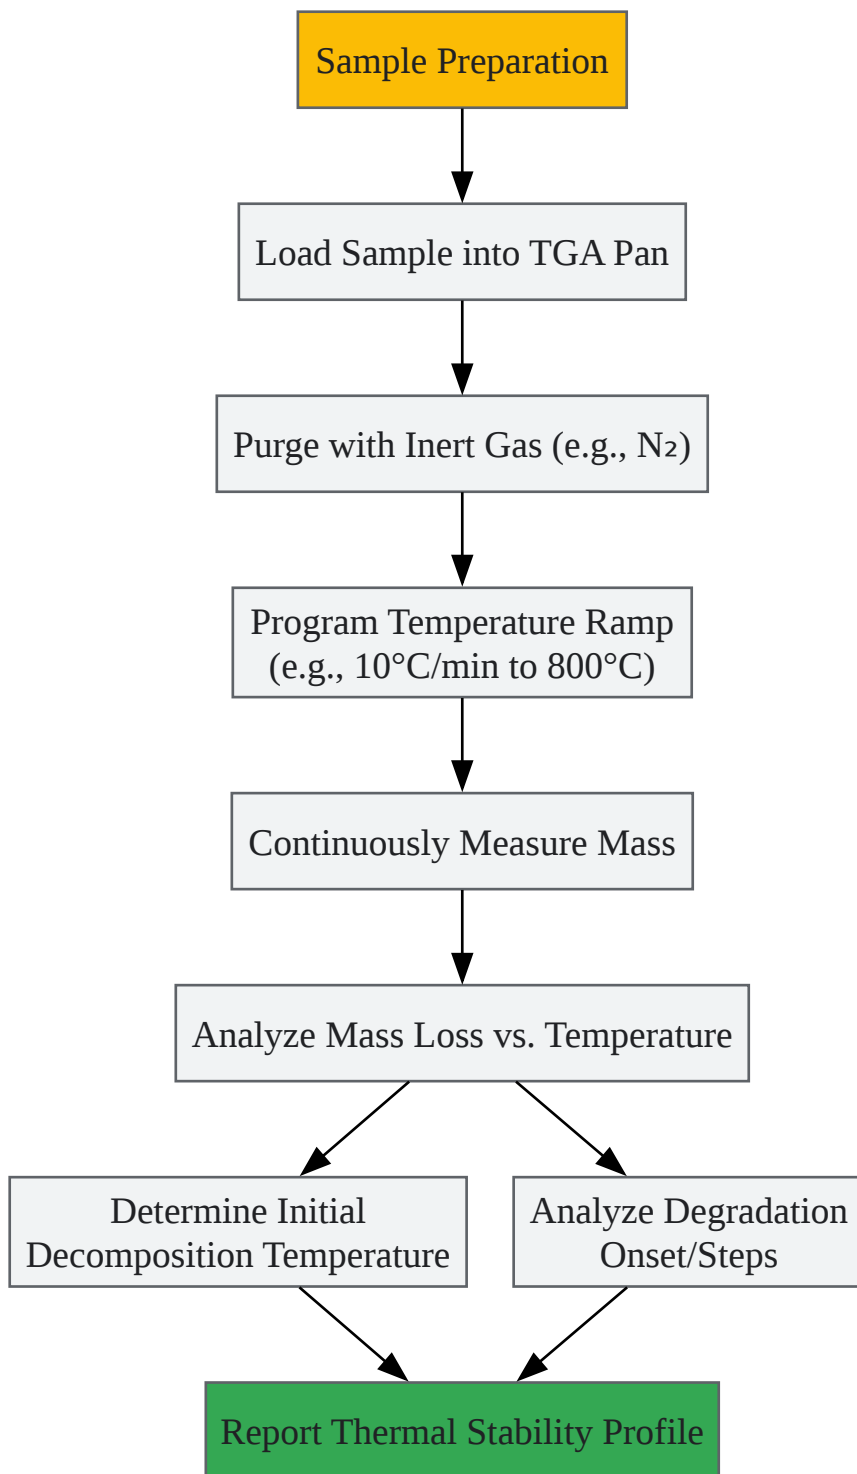 Sample Preparation
Load Sample into TGA Pan
Purge with Inert Gas (e.g., N₂)
Program Temperature Ramp
(e.g., 10°C/min to 800°C)
Continuously Measure Mass
Analyze Mass Loss vs. Temperature
Determine Initial
Decomposition Temperature
Analyze Degradation
Onset/Steps
Report Thermal Stability Profile